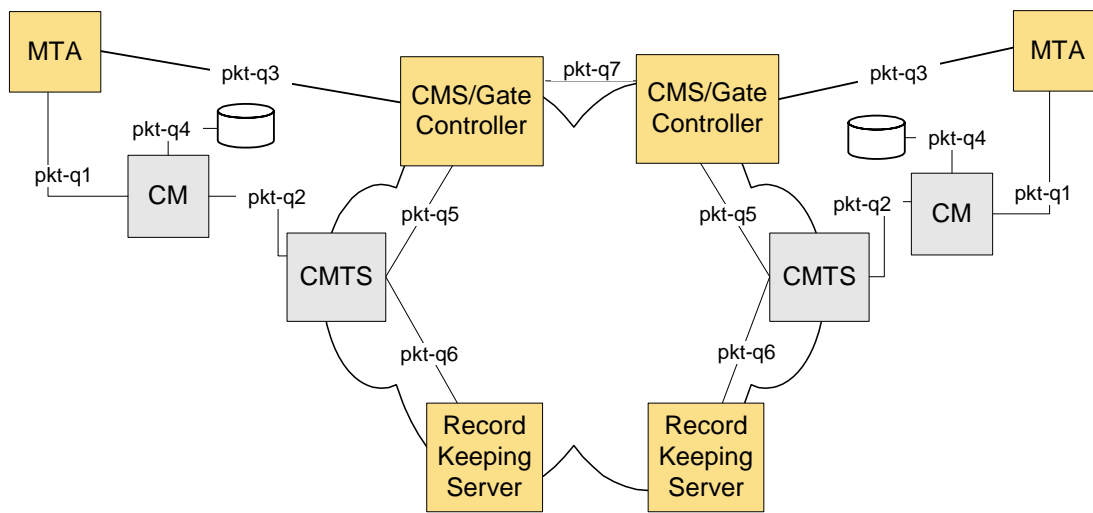 MTA
MTA
pkt-q3
pkt-q7
pkt-q3
CMS/Gate
Controller
CMS/Gate
Controller
pkt-q4
pkt-q4
pkt-q1
CM
pkt-q2
pkt-q5
pkt-q5
pkt-q2
CM
pkt-q1
CMTS
CMTS
pkt-q6
pkt-q6
Record
Keeping
Server
Record
Keeping
Server